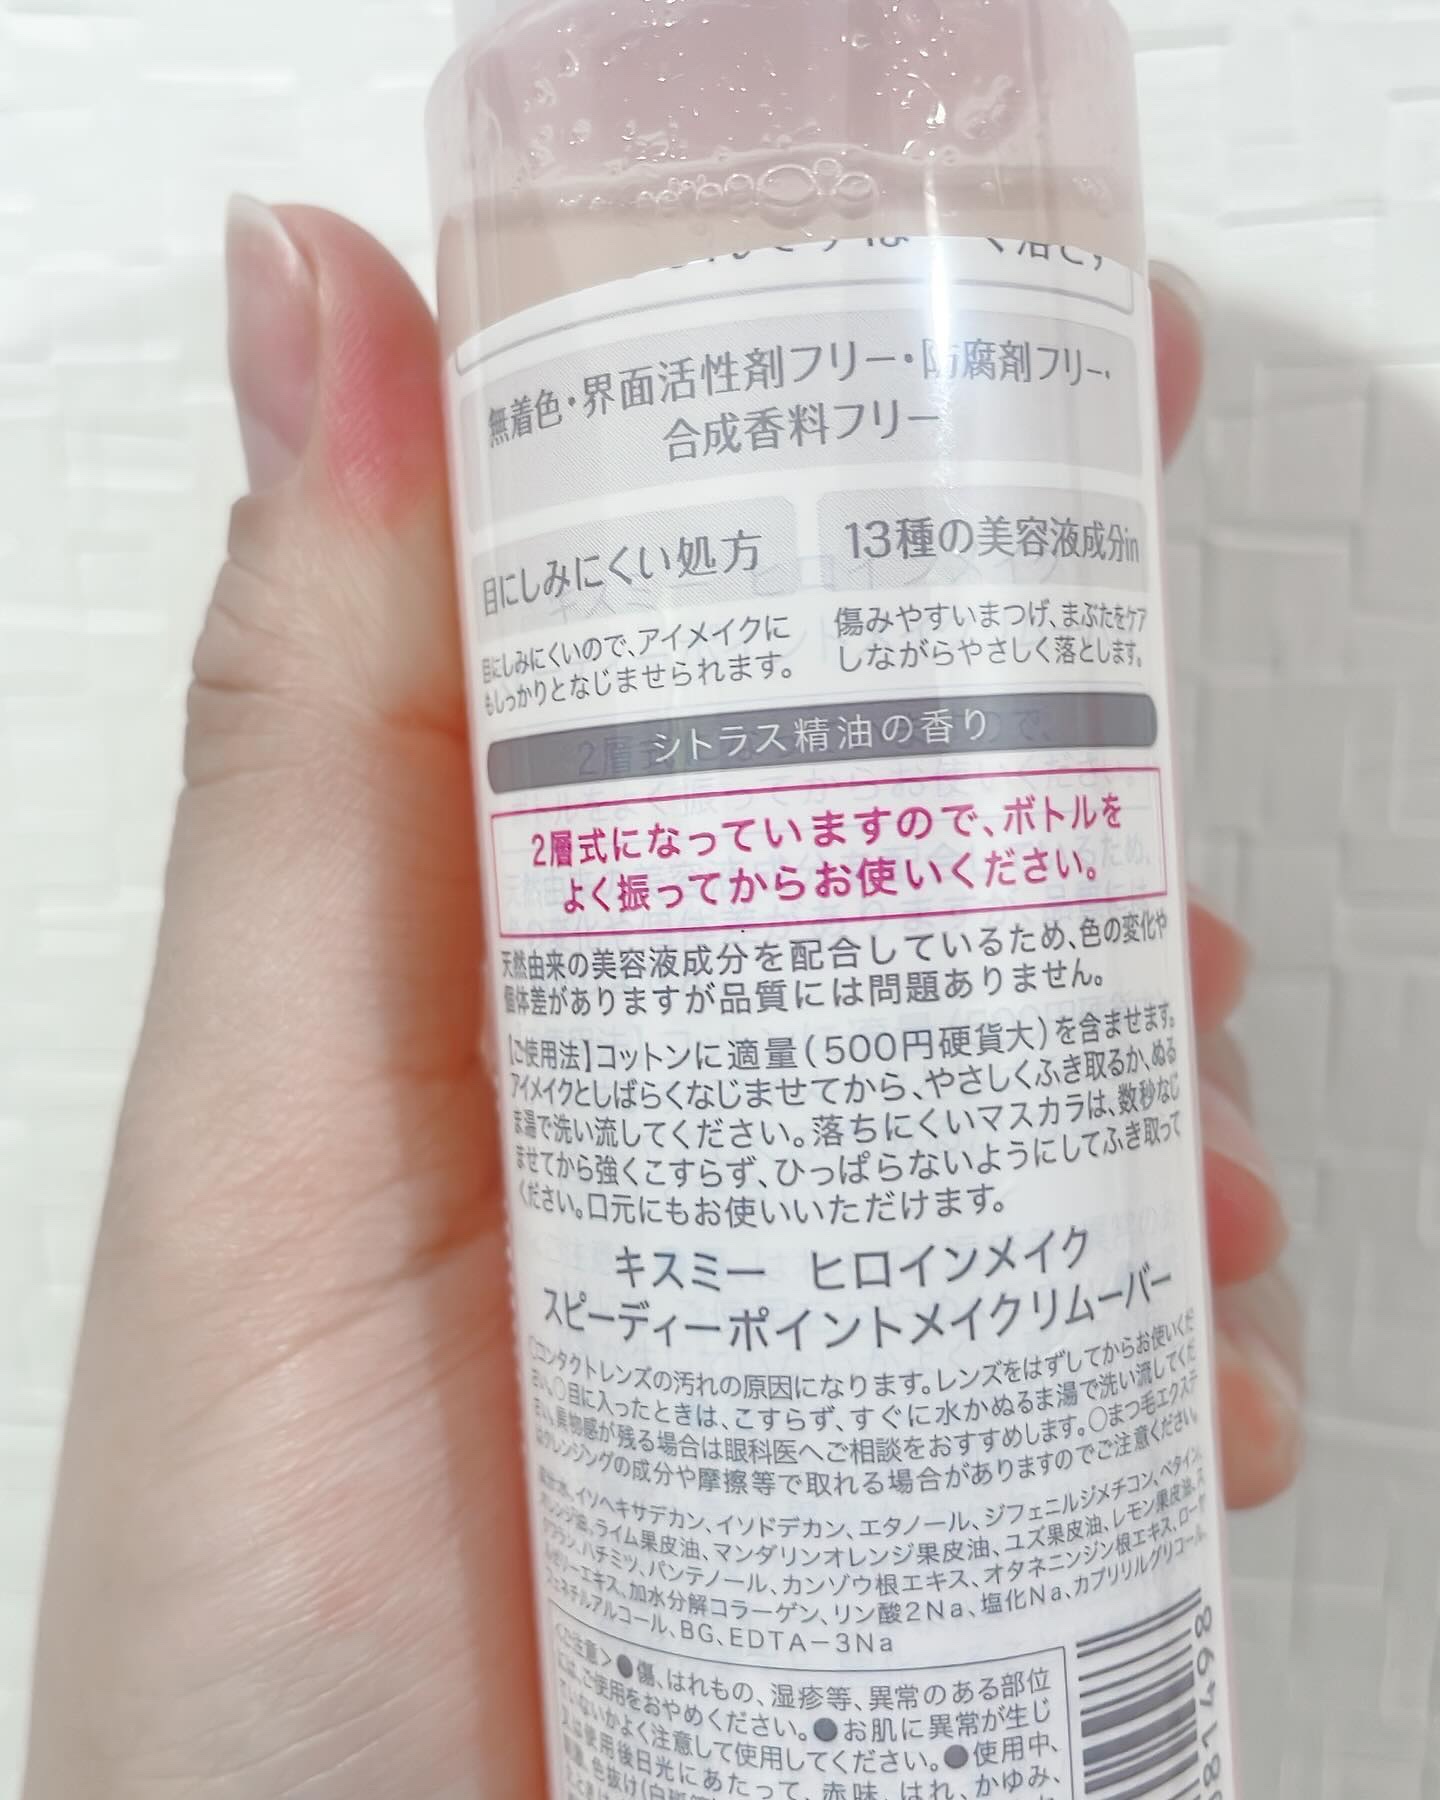 落とす
無着色・界面活性剤フリー・防腐剤フリー・
合成香料フリー
目にしみにくい処方
13種の美容液成分in
目にしみにくいので、アイメイクに
もしっかりとなじませられます。
傷みやすいまつげ、まぶたをケア
しながらやさしく落とします。
シトラス精油の香り
2層式になっていますので、ボトルを
よく振ってからお使いください。
天然由来の美容液成分を配合しているため、色の変化や
個体差がありますが品質には問題ありません。
【ご使用法】コットンに適量(500円硬貨大)を含ませます。
アイメイクとしばらくなじませてから、やさしくふき取るか、ぬる
ま湯で洗い流してください。落ちにくいマスカラは、数秒なじ
ませてから強くこすらず、ひっぱらないようにしてふき取って
ください。口元にもお使いいただけます。
キスミー ヒロインメイク
スピーディーポイントメイクリムーバー
○コンタクトレンズの汚れの原因になります。レンズをはずしてからお使いくだ
さい。○目に入ったときは、こすらず、すぐに水かぬるま湯で洗い流してくだ
さい。異物感が残る場合は眼科医へご相談をおすすめします。○まつ毛エクステ
はクレンジングの成分や摩擦等で取れる場合がありますのでご注意ください。
水、イソヘキサデカン、イソドデカン、エタノール、ジフェニルジメチコン、ベタイン、
オレンジ油、ライム果皮油、マンダリンオレンジ果皮油、ユズ果皮油、レモン果皮油、
ハチミツ、パンテノール、カンゾウ根エキス、オタネニンジン根エキス、ロー
ルゼリーエキス、加水分解コラーゲン、リン酸2Na、塩化Na、カプリリルグリコール、
フェネチルアルコール、BG、EDTA－3Na
＜ご注意＞●傷、はれもの、湿疹等、異常のある部位
には、ご使用をおやめください。●お肌に異常が生じ
ていないかよく注意して使用してください。●使用中、
又は使用後日光にあたって、赤味、はれ、かゆみ、
色抜け(白斑